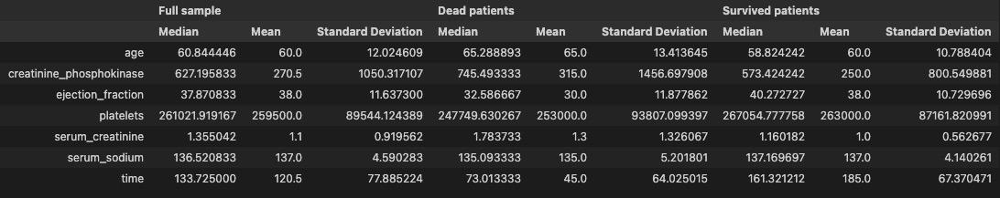 Full sample Dead patients Survived patients
Median Mean Standard Deviation Median Mean Standard Deviation Median Mean Standard Deviation
age 60.844446 60.0 12.024609 65.288893 65.0 13.413645 58.824242 60.0 10.788404
creatinine_phosphokinase 627.195833 270.5 1050.317107 745.493333 315.0 1456.697908 573.424242 250.0 800.549881
ejection_fraction 37.870833 38.0 11.637300 32.586667 30.0 11.877862 40.272727 38.0 10.729696
platelets 261021.919167 259500.0 89544.124389 247749.630267 253000.0 93807.099397 267054.777758 263000.0 87161.820991
serum_creatinine 1.355042 1.1 0.919562 1.783733 1.3 1.326067 1.160182 1.0 0.562677
serum_sodium 136.520833 137.0 4.590283 135.093333 135.0 5.201801 137.169697 137.0 4.140261
time 133.725000 120.5 77.885224 73.013333 45.0 64.025015 161.321212 185.0 67.370471